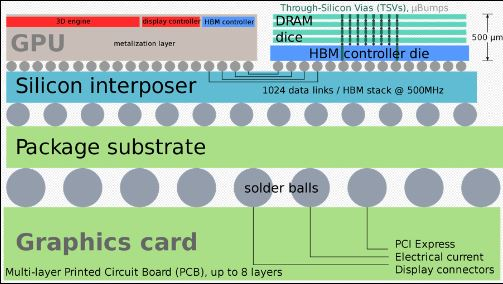 Through-Silicon Vias (TSVs), µBumps
3D engine
display controller
HBM controller
GPU
metalization layer
DRAM
dice
HBM controller die
500 µm
Silicon interposer
1024 data links / HBM stack @ 500MHz
Package substrate
solder balls
Graphics card
PCI Express
Electrical current
Display connectors
Multi-layer Printed Circuit Board (PCB), up to 8 layers